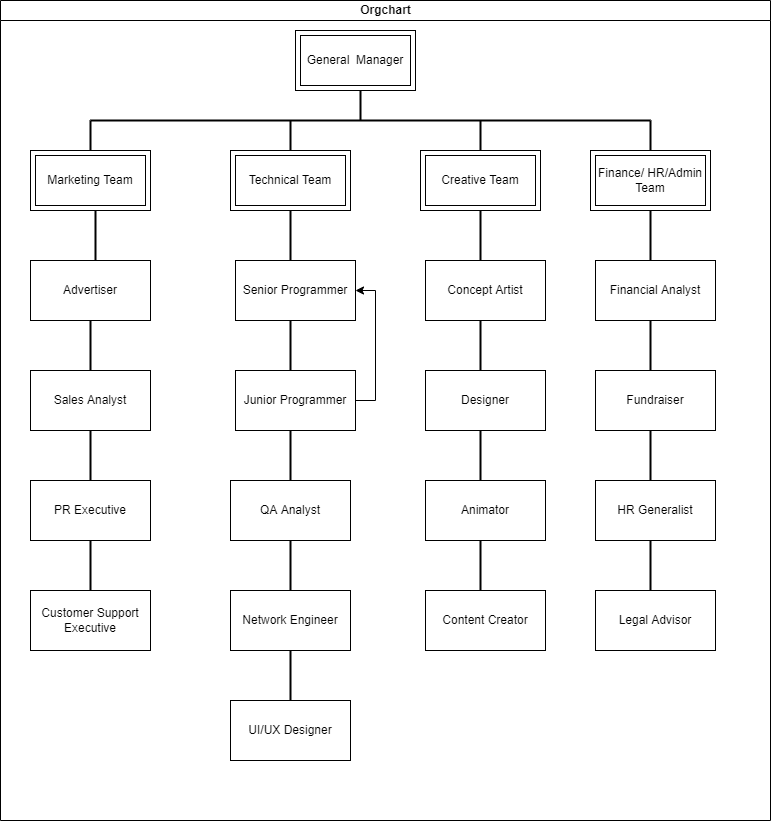 Orgchart
General Manager
Marketing Team
Technical Team
Creative Team
Finance/ HR/Admin
Team
Advertiser
Senior Programmer
Concept Artist
Financial Analyst
Sales Analyst
Junior Programmer
Designer
Fundraiser
PR Executive
QA Analyst
Animator
HR Generalist
Customer Support
Executive
Network Engineer
Content Creator
Legal Advisor
UI/UX Designer